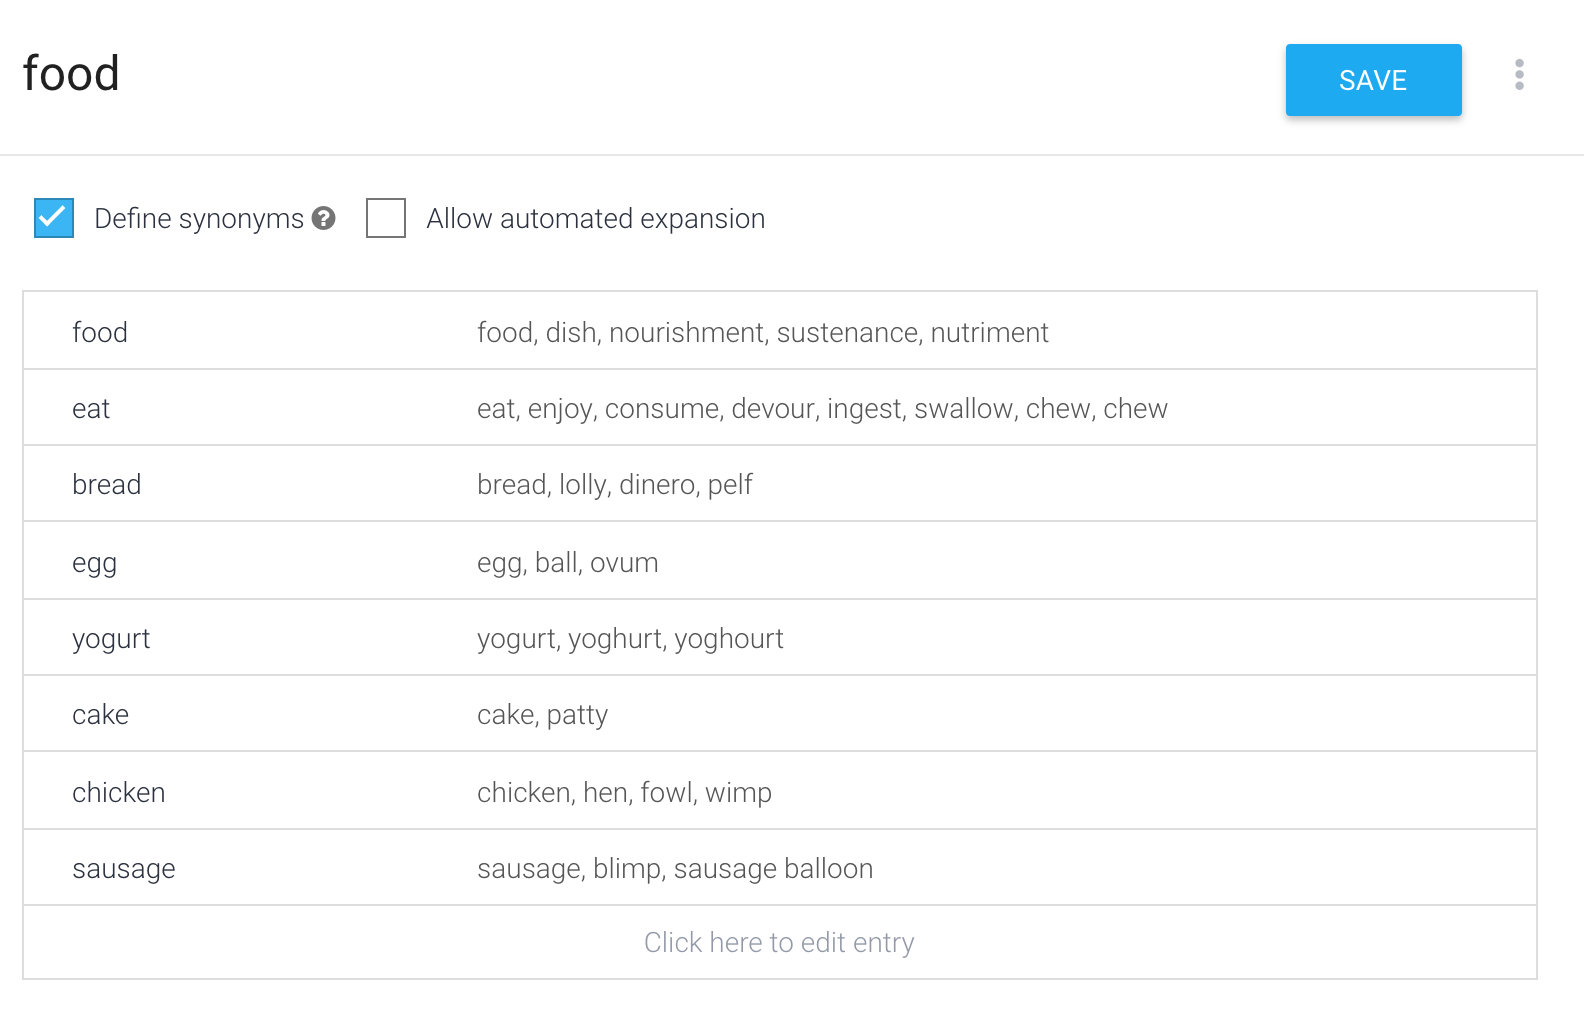 food
SAVE
Define synonyms ? Allow automated expansion
food food, dish, nourishment, sustenance, nutriment
eat eat, enjoy, consume, devour, ingest, swallow, chew, chew
bread bread, lolly, dinero, pelf
egg egg, ball, ovum
yogurt yogurt, yoghurt, yoghourt
cake cake, patty
chicken chicken, hen, fowl, wimp
sausage sausage, blimp, sausage balloon
Click here to edit entry